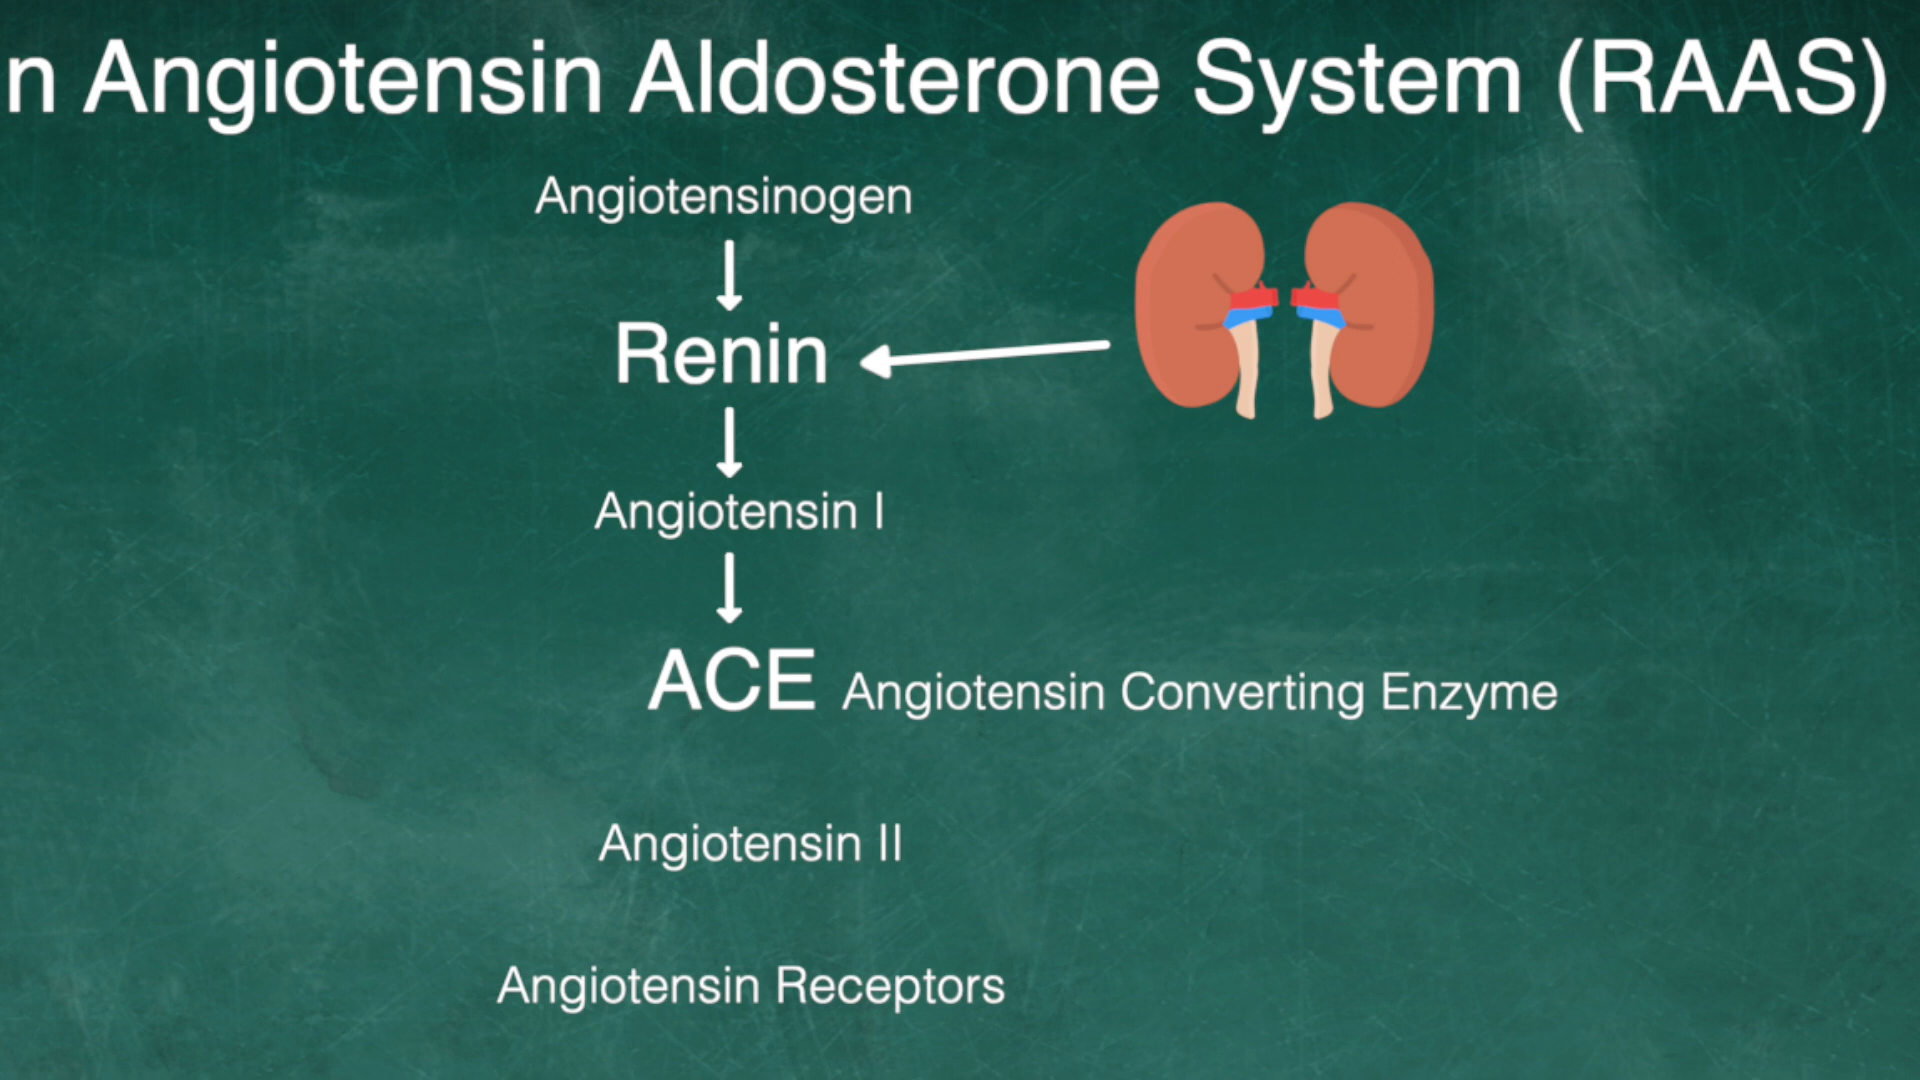 n Angiotensin Aldosterone System (RAAS)
Angiotensinogen
Renin
Angiotensin I
ACE Angiotensin Converting Enzyme
Angiotensin II
Angiotensin Receptors